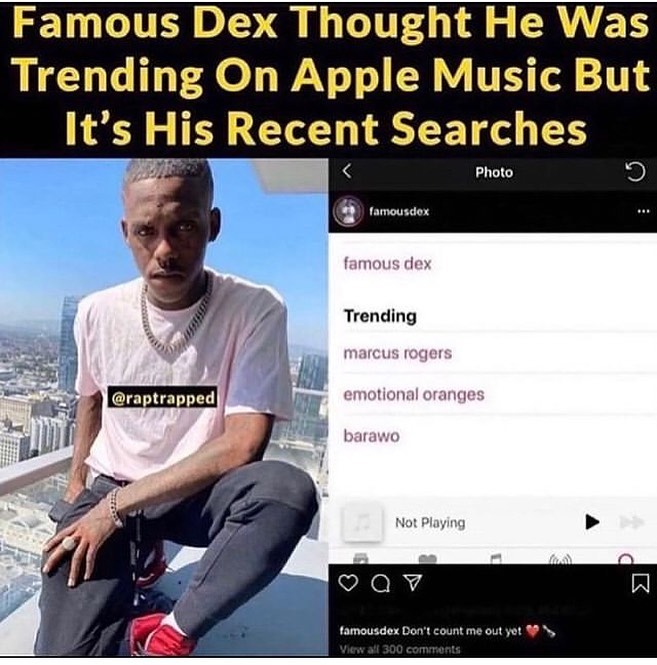 Famous Dex Thought He Was
Trending On Apple Music But
It's His Recent Searches
@raptrapped
Photo
famousdex
famous dex
Trending
marcus rogers
emotional oranges
barawo
Not Playing
famousdex Don't count me out yet ❤️
View all 300 comments